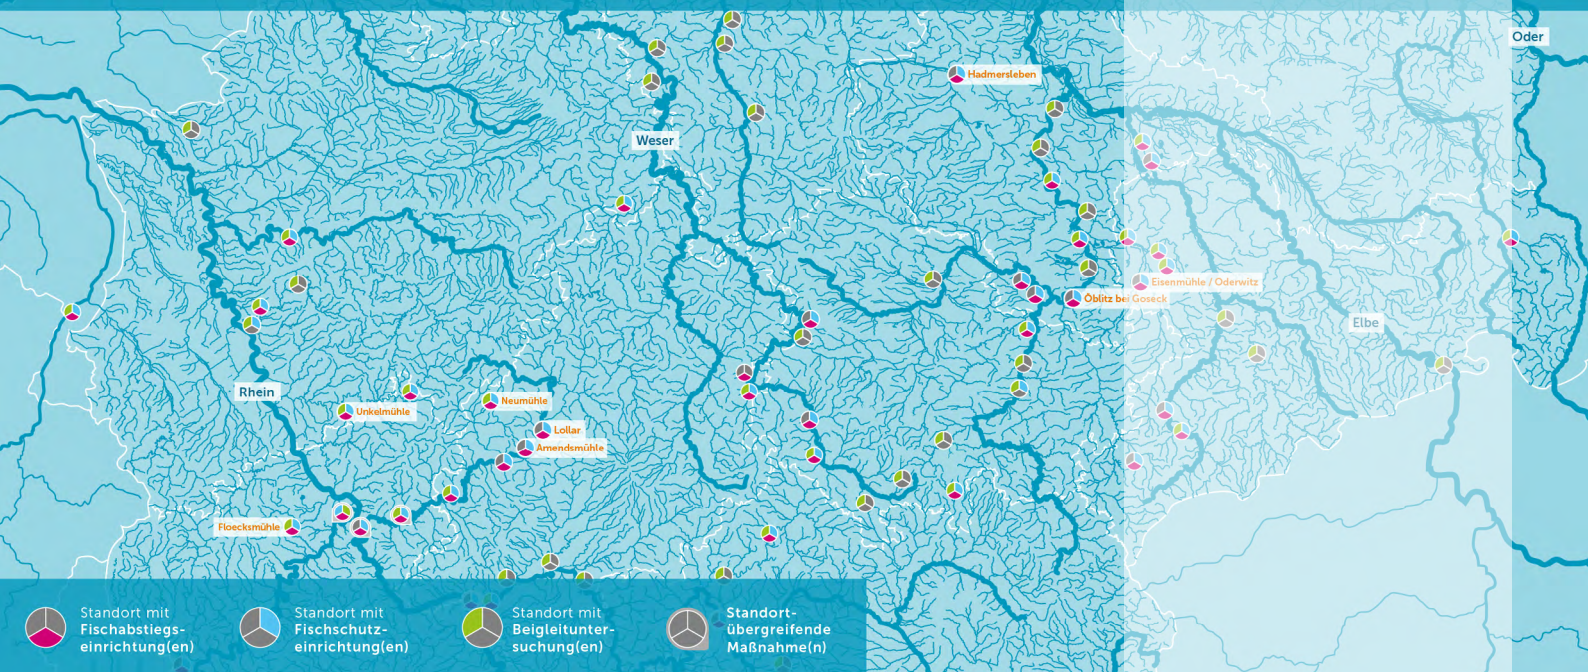 Oder
Hadmersleben
Weser
Eisenmühle / Oderwitz
Öblitz bei Goseck
Elbe
Rhein
Neumühle
Unkelmühle
Lollar
Amendsmühle
Floecksmühle
Standort mit
Fischabstiegs-
einrichtung(en)
Standort mit
Fischschutz-
einrichtung(en)
Standort mit
Beigleitunter-
suchung(en)
Standort-
übergreifende
Maßnahme(n)